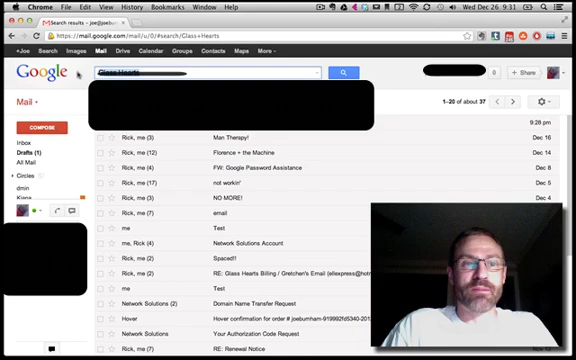 Chrome File Edit View History Bookmarks Window Help Wed Dec 26 9:31
https://mail.google.com/mail/u/0/#search/Glass+Hearts
+Joe Search Images Mail Drive Calendar Groups Contacts Maps More
Google
0
+ Share
Mail
1–20 of about 37
9:28 pm
COMPOSE
Rick, me (3) Man Therapy! Dec 16
Inbox
Rick, me (12) Florence + the Machine Dec 14
Drafts (1)
All Mail
Rick, me (4) FW: Google Password Assistance Dec 8
Circles
Rick, me (17) not workin' Dec 5
dmin
Rick, me (3) NO MORE! Dec 4
Rick, me (7) email
me Test
me, Rick (4) Network Solutions Account
Rick, me (2) Spaced!!
Rick, me (2) RE: Glass Hearts Billing / Gretchen's Email
me Test
Network Solutions (2) Domain Name Transfer Request
Hover Hover confirmation for order #
Network Solutions Your Authorization Code Request
Rick, me (7) RE: Renewal Notice